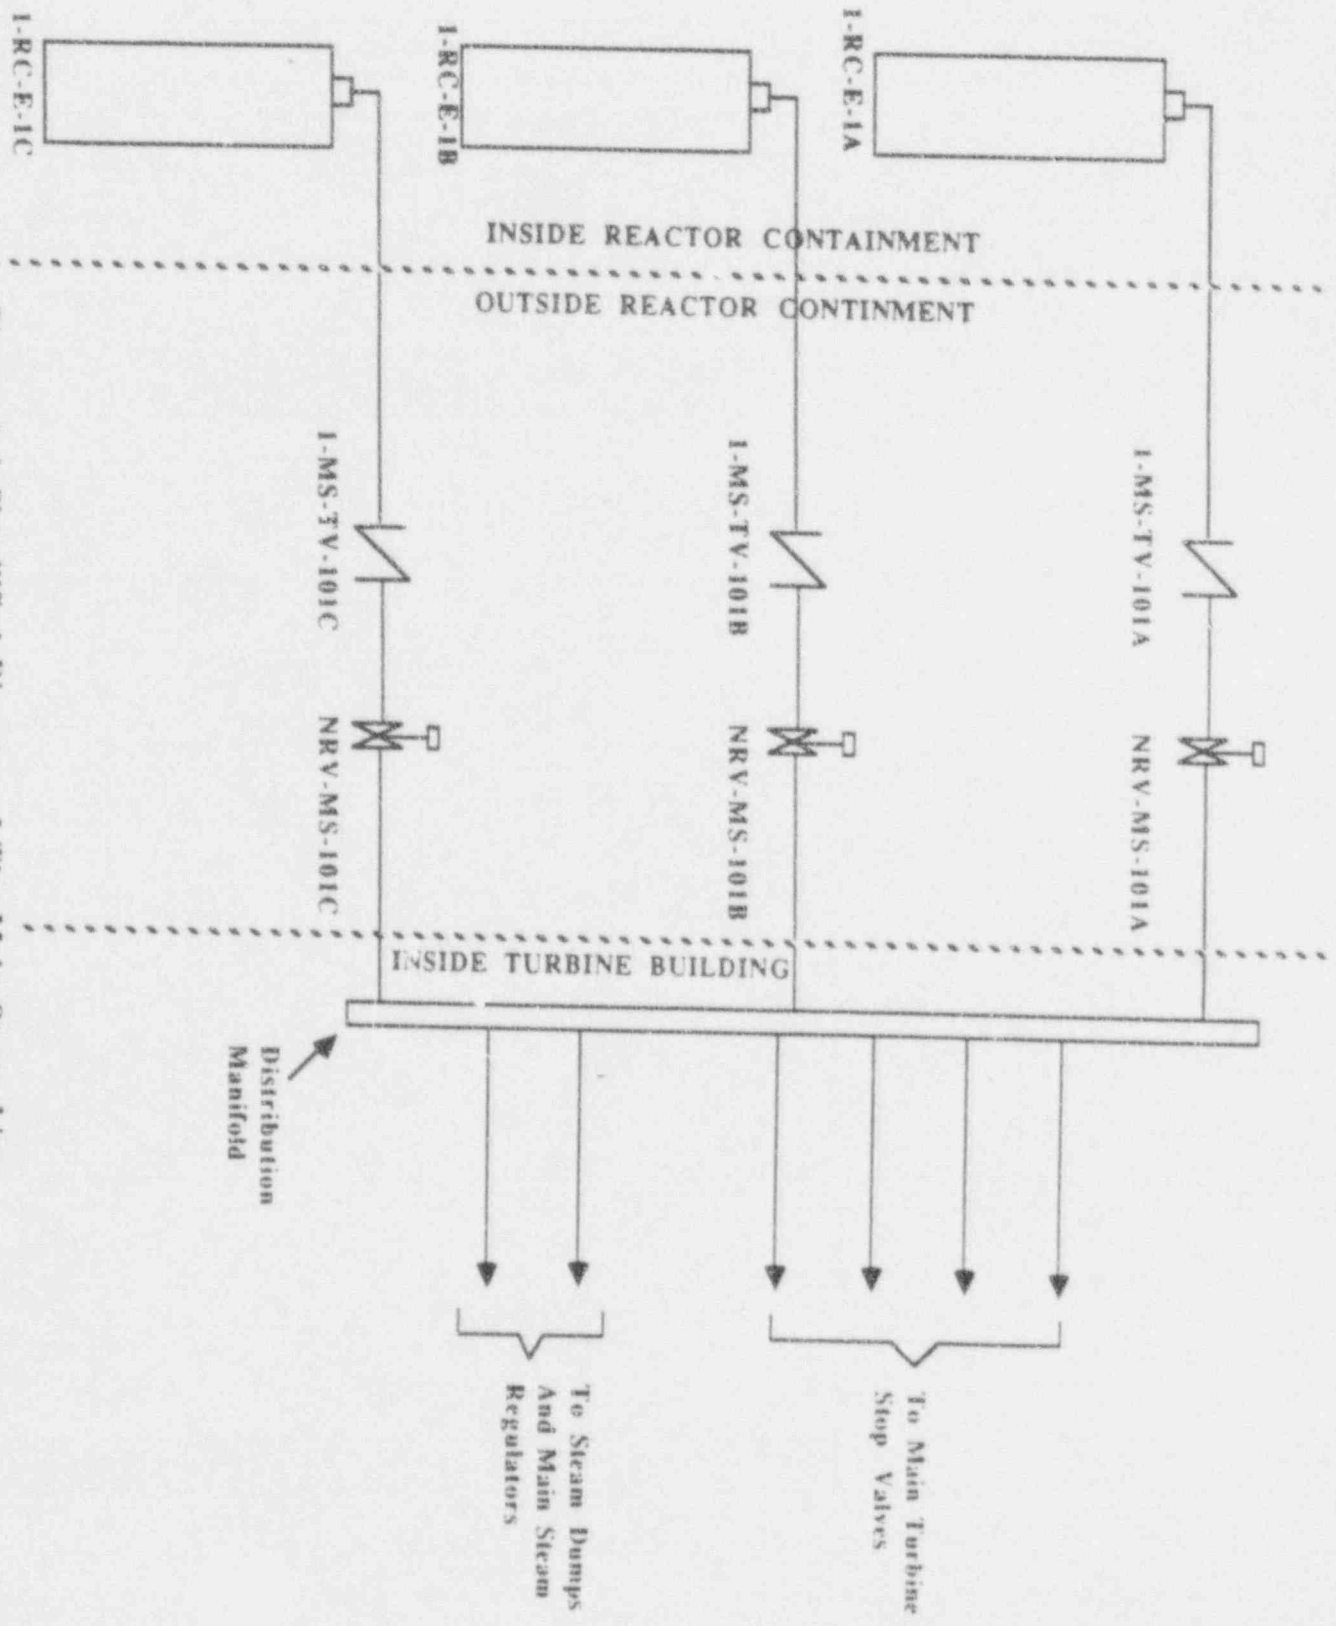 1-RC-E-1C
1-RC-E-1B
1-RC-E-1A
INSIDE REACTOR CONTAINMENT
OUTSIDE REACTOR CONTINMENT
1-MS-TV-101C
1-MS-TV-101B
1-MS-TV-101A
NRV-MS-101C
NRV-MS-101B
NRV-MS-101A
INSIDE TURBINE BUILDING
Distribution
Manifold
To Steam Dumps
And Main Steam
Regulators
To Main Turbine
Stop Valves